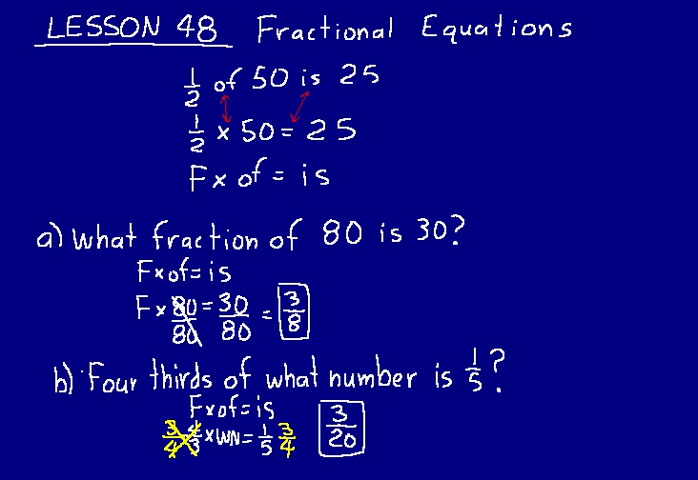 LESSON 48 Fractional Equations
1/2 of 50 is 25
1/2 × 50 = 25
F × of = is
a) What fraction of 80 is 30?
F × of = is
F × 80/80 = 30/80 = 3/8
b) Four thirds of what number is 1/5?
F × of = is
3/4 4/3 × WN = 1/5 3/4 3/20